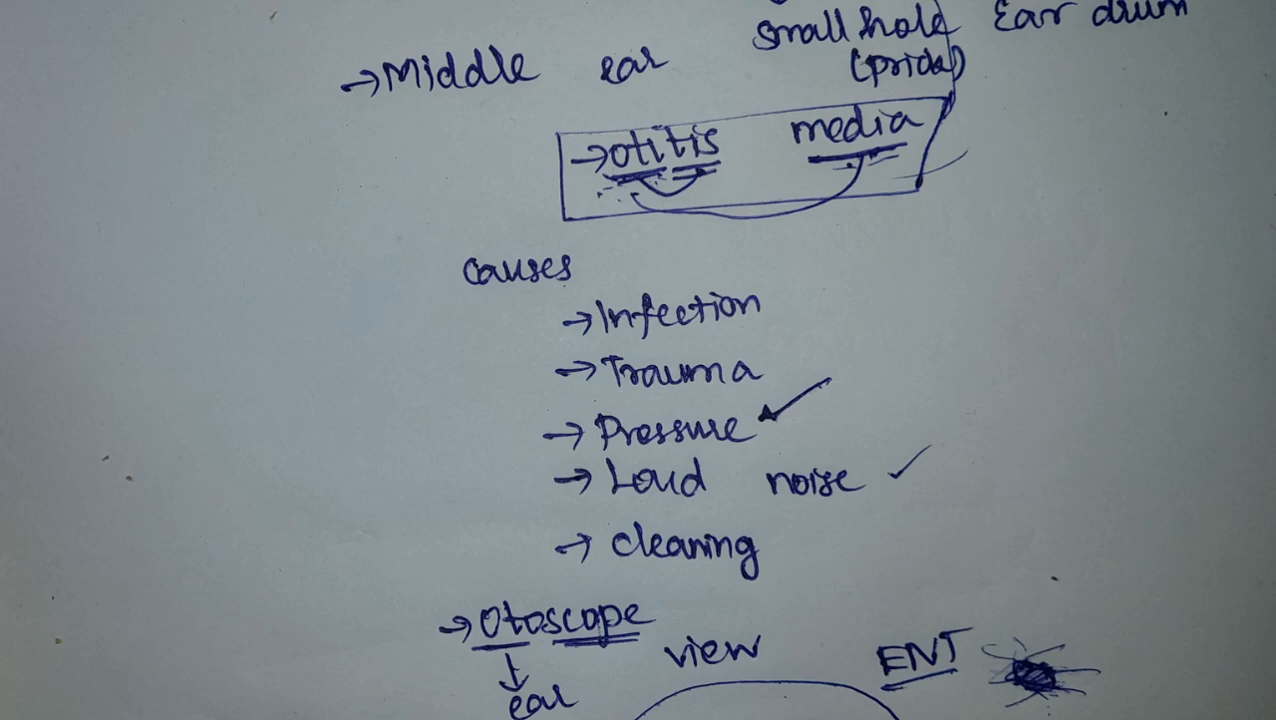 small hole Ear drum
→Middle ear
→otitis media
causes
→Infection
→Trauma
→Pressure
→Loud noise ✓
→cleaning
→Otoscope
view ENT
ear